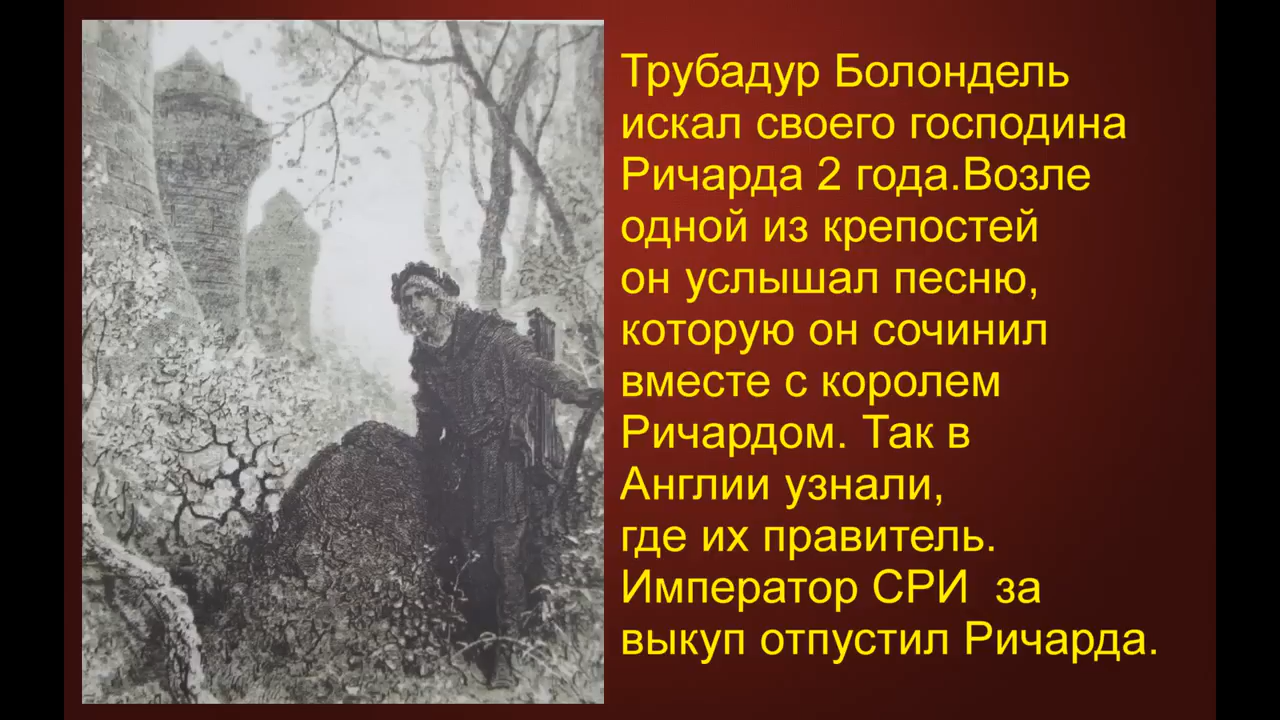 Трубадур Болондель
искал своего господина
Ричарда 2 года.Возле
одной из крепостей
он услышал песню,
которую он сочинил
вместе с королем
Ричардом. Так в
Англии узнали,
где их правитель.
Император СРИ  за
выкуп отпустил Ричарда.